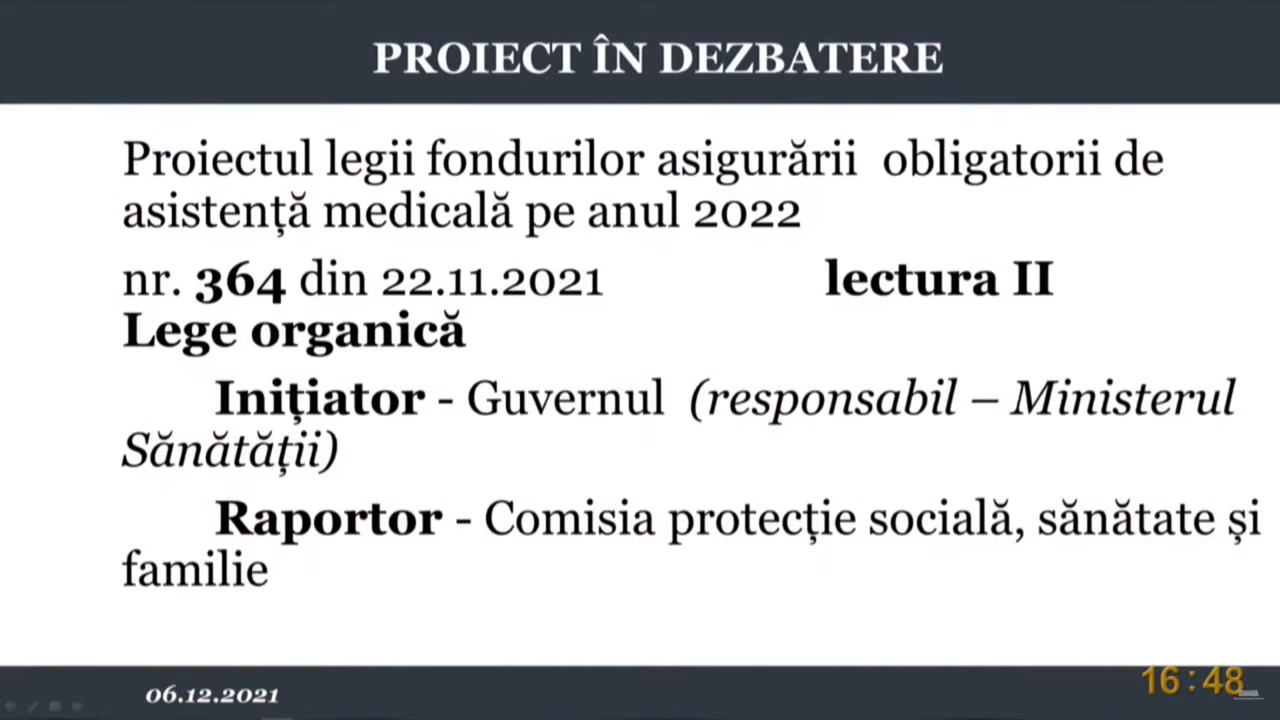 PROIECT ÎN DEZBATERE
Proiectul legii fondurilor asigurării obligatorii de
asistență medicală pe anul 2022
nr. 364 din 22.11.2021 lectura II
Lege organică
Inițiator - Guvernul (responsabil – Ministerul
Sănătății)
Raportor - Comisia protecție socială, sănătate și
familie
06.12.2021
16:48